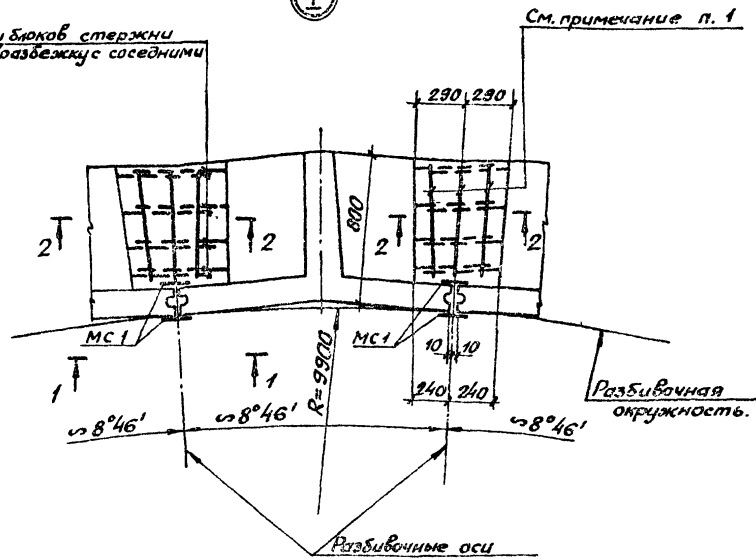 1
блоков стержни
разбежку с соседними
См. примечание п. 1
290 290
800
2 2 2 2
МС1 МС1
10 10
1 1
R=9900
240 240
Разбивочная
окружность.
∽8°46' ∽8°46' ∽8°46'
Разбивочные оси